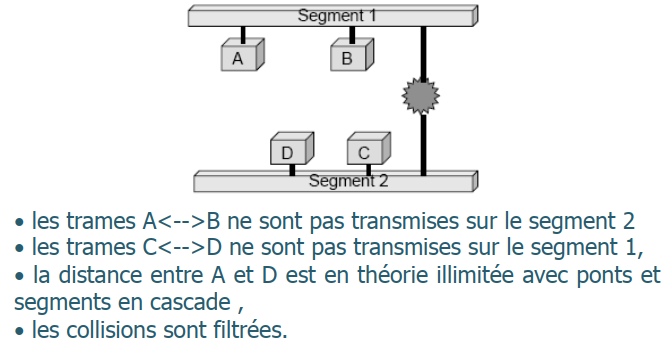 Segment 1
A
B
D
C
Segment 2
• les trames A<-->B ne sont pas transmises sur le segment 2
• les trames C<-->D ne sont pas transmises sur le segment 1,
• la distance entre A et D est en théorie illimitée avec ponts et
segments en cascade ,
• les collisions sont filtrées.